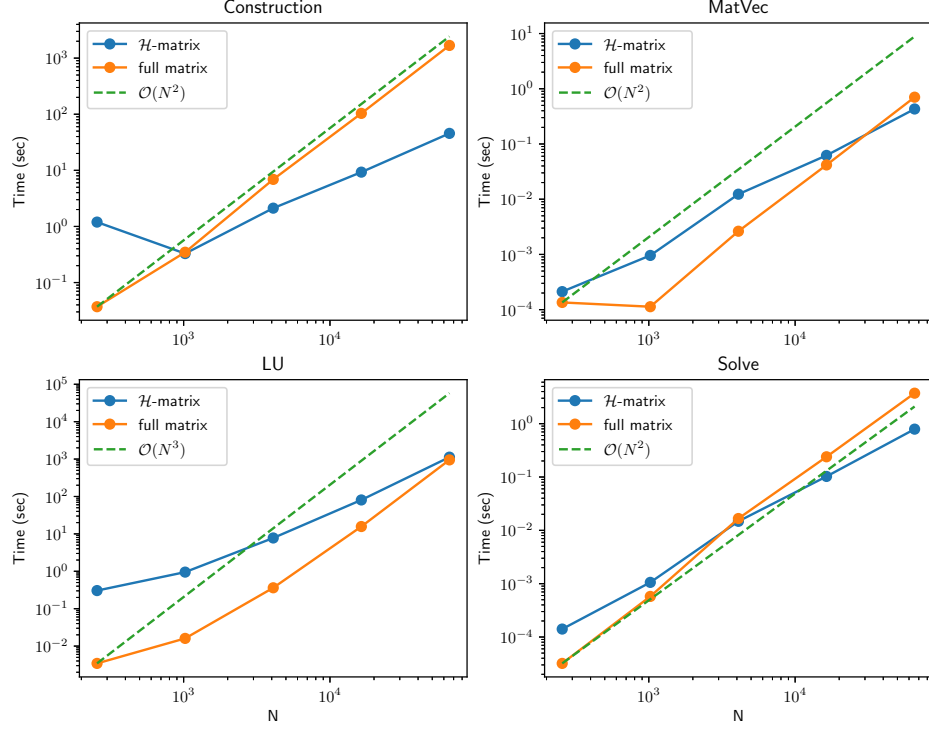 Construction
10³
10²
10¹
10⁰
10⁻¹
Time (sec)
ℋ-matrix
full matrix
𝒪(N²)
10³
10⁴
MatVec
10¹
10⁰
10⁻¹
10⁻²
10⁻³
10⁻⁴
Time (sec)
ℋ-matrix
full matrix
𝒪(N²)
10³
10⁴
LU
10⁵
10⁴
10³
10²
10¹
10⁰
10⁻¹
10⁻²
Time (sec)
ℋ-matrix
full matrix
𝒪(N³)
10³
10⁴
N
Solve
10⁰
10⁻¹
10⁻²
10⁻³
10⁻⁴
Time (sec)
ℋ-matrix
full matrix
𝒪(N²)
10³
10⁴
N